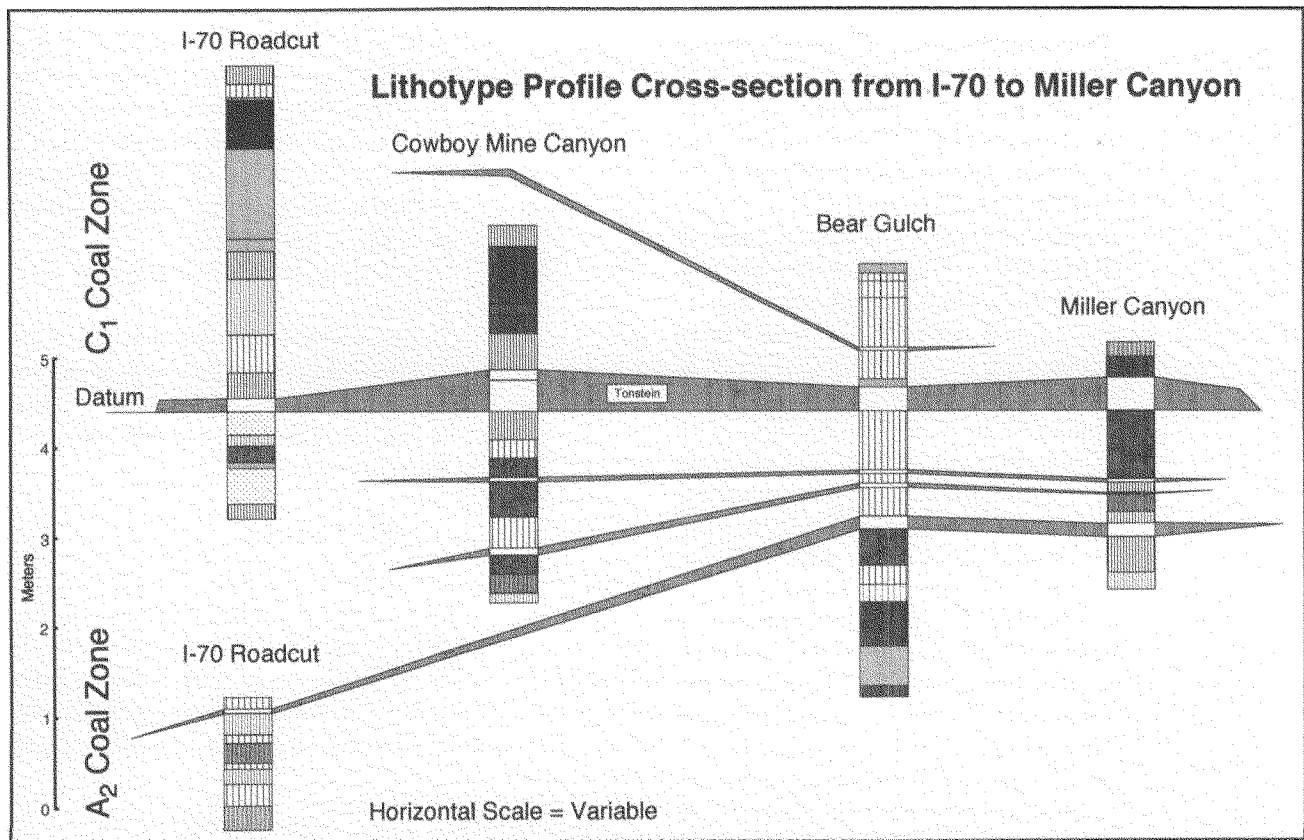 I-70 Roadcut
Lithotype Profile Cross-section from I-70 to Miller Canyon
Cowboy Mine Canyon
Bear Gulch
Miller Canyon
C₁ Coal Zone
5
Datum
Tonstein
4
3
Meters
2
I-70 Roadcut
1
A₂ Coal Zone
0
Horizontal Scale = Variable